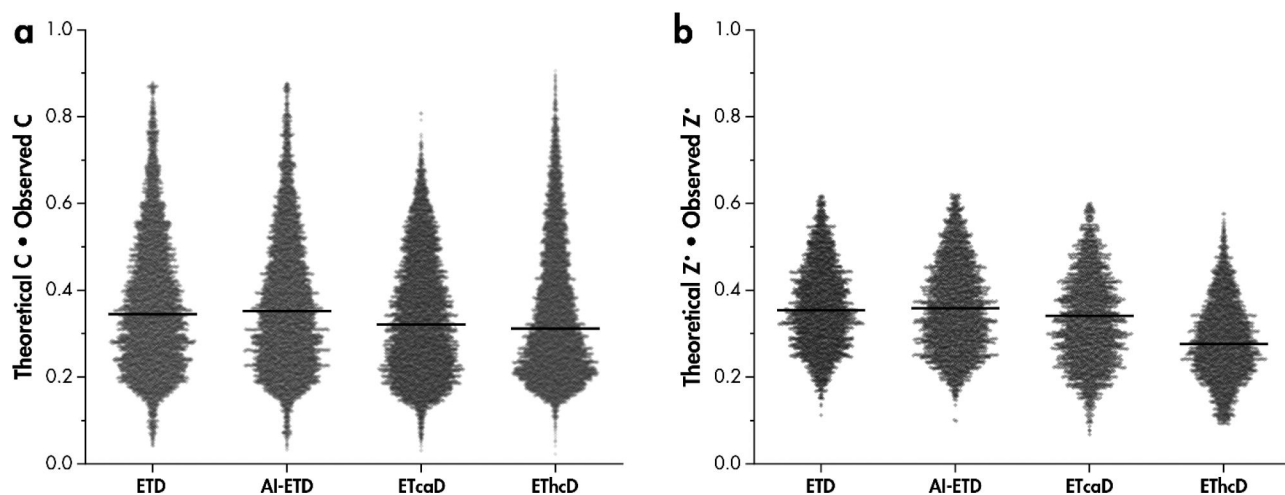 a
Theoretical C • Observed C
1.0
0.8
0.6
0.4
0.2
0.0
ETD AI-ETD ETcaD EThcD
b
Theoretical Z• • Observed Z•
1.0
0.8
0.6
0.4
0.2
0.0
ETD AI-ETD ETcaD EThcD